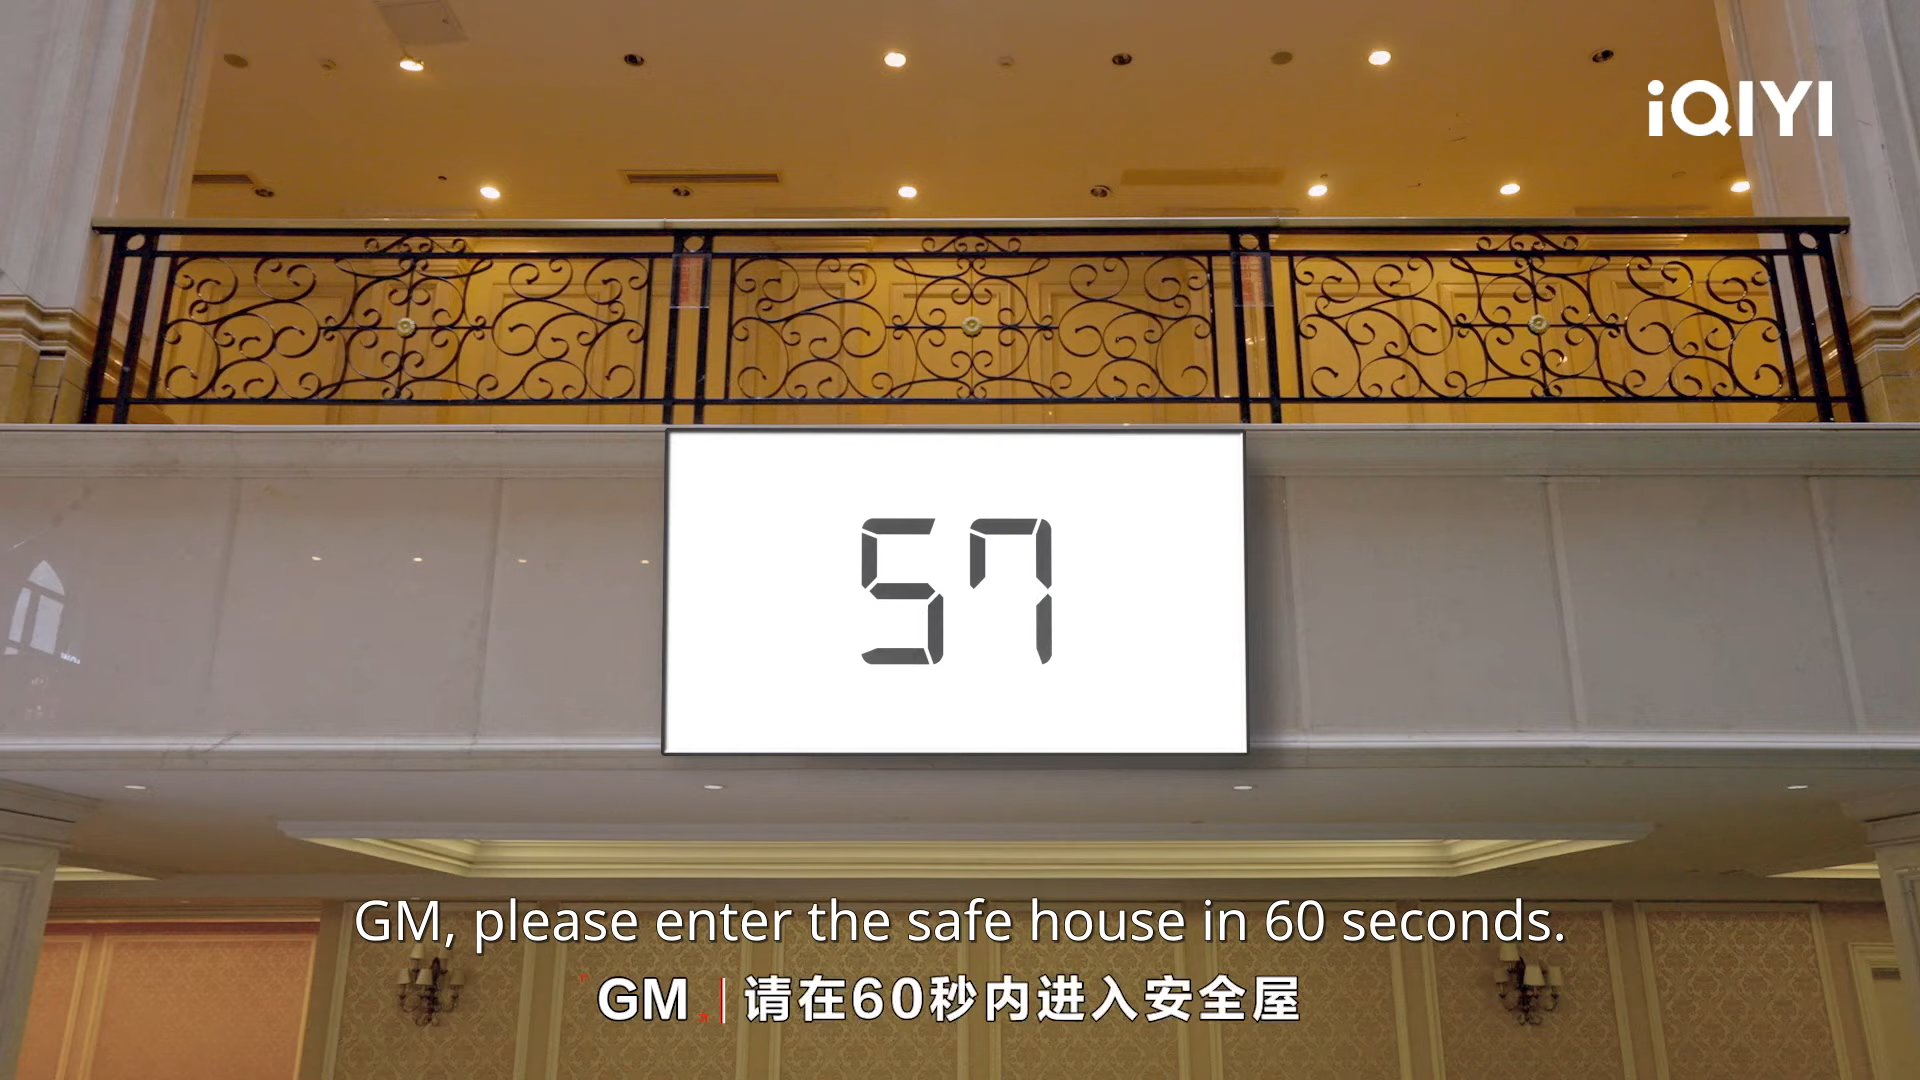 iQIYI
57
GM, please enter the safe house in 60 seconds.
GM | 请在60秒内进入安全屋